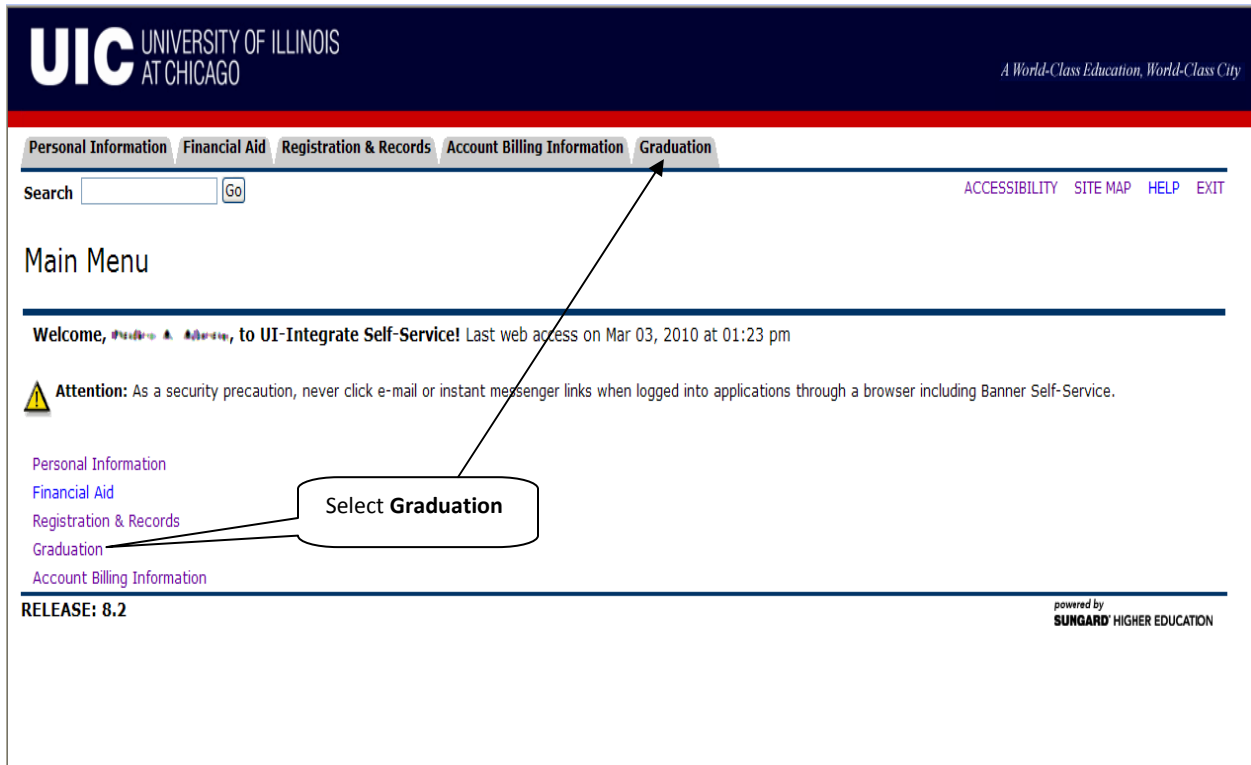 UIC UNIVERSITY OF ILLINOIS
AT CHICAGO
A World-Class Education, World-Class City
Personal Information Financial Aid Registration & Records Account Billing Information Graduation
Search Go
ACCESSIBILITY SITE MAP HELP EXIT
Main Menu
Welcome, , to UI-Integrate Self-Service! Last web access on Mar 03, 2010 at 01:23 pm
Attention: As a security precaution, never click e-mail or instant messenger links when logged into applications through a browser including Banner Self-Service.
Personal Information
Financial Aid
Registration & Records
Graduation
Account Billing Information
Select Graduation
RELEASE: 8.2
powered by
SUNGARD' HIGHER EDUCATION